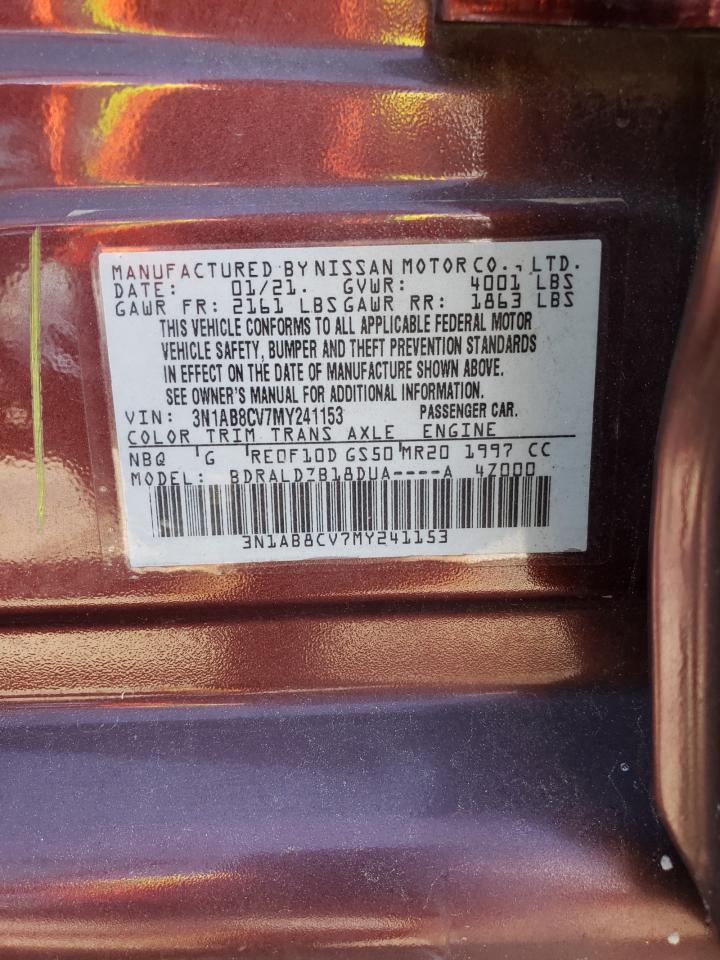 MANUFACTURED BY NISSAN MOTOR CO., LTD.
DATE: 01/21. GVWR: 4001 LBS
GAWR FR: 2161 LBS GAWR RR: 1863 LBS
THIS VEHICLE CONFORMS TO ALL APPLICABLE FEDERAL MOTOR
VEHICLE SAFETY, BUMPER AND THEFT PREVENTION STANDARDS
IN EFFECT ON THE DATE OF MANUFACTURE SHOWN ABOVE.
SEE OWNER'S MANUAL FOR ADDITIONAL INFORMATION.
VIN: 3N1AB8CV7MY241153 PASSENGER CAR.
COLOR TRIM TRANS AXLE ENGINE
NBQ G RE0F10D GS50 MR20 1997 CC
MODEL: BDRALDZB18DUA----A 4Z000
3N1AB8CV7MY241153